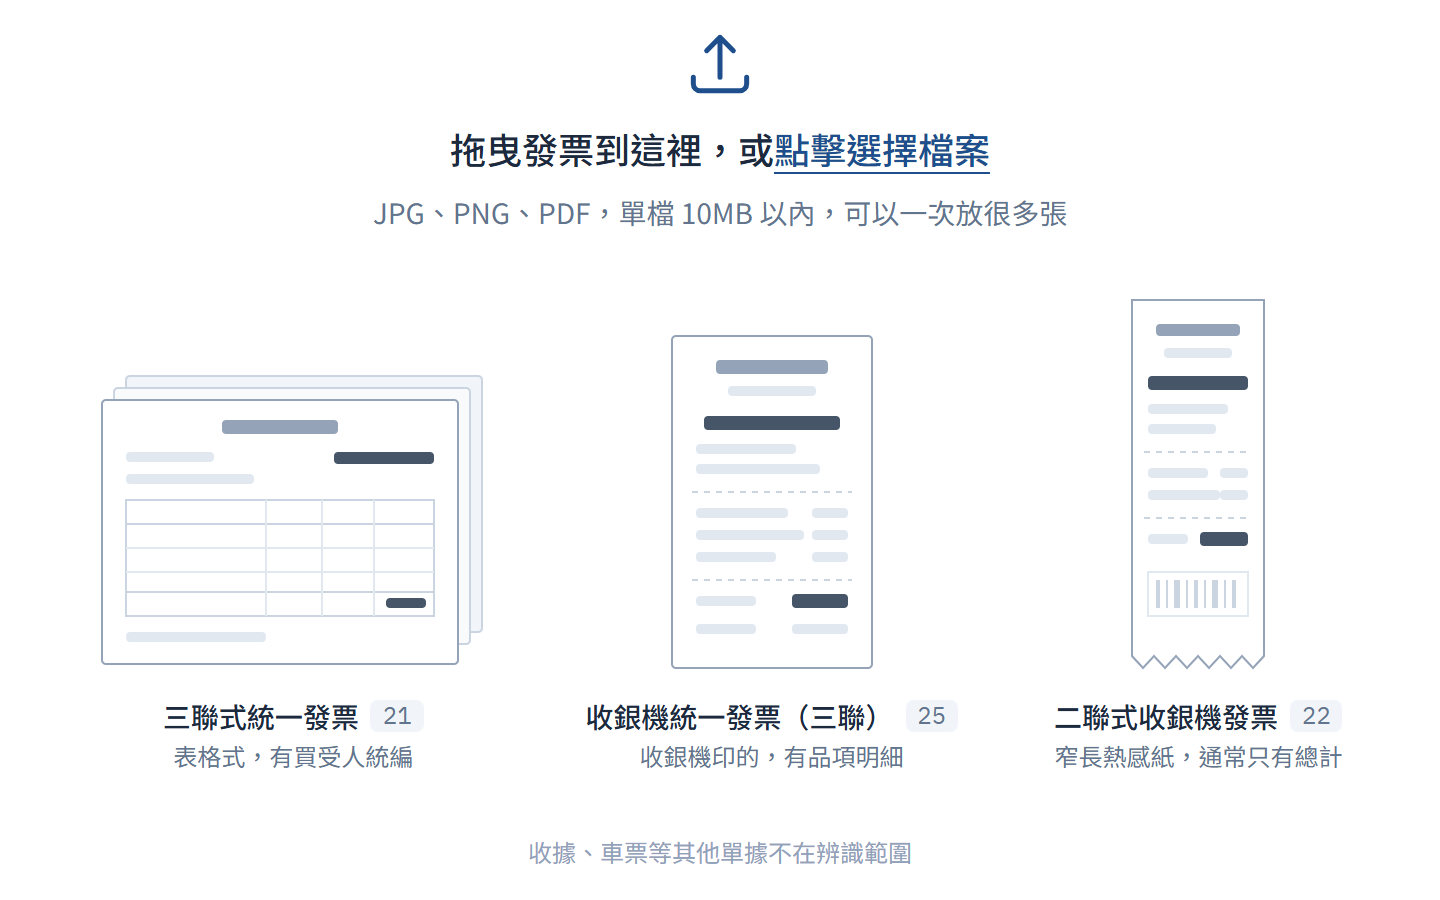 拖曳發票到這裡，或點擊選擇檔案
JPG、PNG、PDF，單檔 10MB 以內，可以一次放很多張
三聯式統一發票 21
表格式，有買受人統編
收銀機統一發票（三聯） 25
收銀機印的，有品項明細
二聯式收銀機發票 22
窄長熱感紙，通常只有總計
收據、車票等其他單據不在辨識範圍